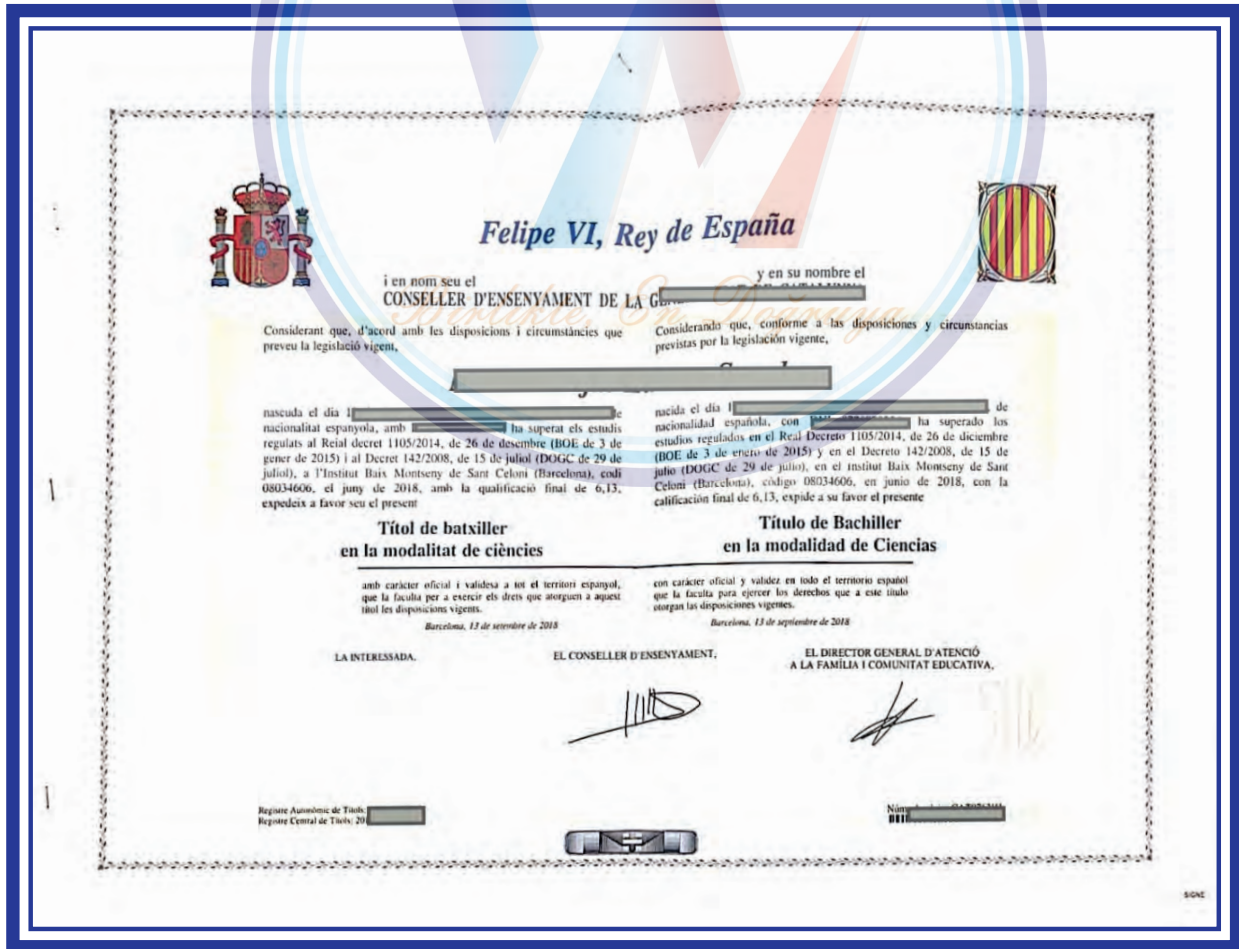 Felipe VI, Rey de España
i en nom seu el
CONSELLER D'ENSENYAMENT DE LA
y en su nombre el
Birlikte, En Doğruya
Considerant que, d'acord amb les disposicions i circumstàncies que
preveu la legislació vigent,
Considerando que, conforme a las disposiciones y circunstancias
previstas por la legislación vigente,
nascuda el dia
nacionalitat espanyola, amb ha superat els estudis
regulats al Reial decret 1105/2014, de 26 de desembre (BOE de 3 de
gener de 2015) i al Decret 142/2008, de 15 de juliol (DOGC de 29 de
juliol), a l'Institut Baix Montseny de Sant Celoni (Barcelona), codi
08034606, el juny de 2018, amb la qualificació final de 6,13,
expedeix a favor seu el present
nacida el día de
nacionalidad española, con ha superado los
estudios regulados en el Real Decreto 1105/2014, de 26 de diciembre
(BOE de 3 de enero de 2015) y en el Decreto 142/2008, de 15 de
julio (DOGC de 29 de julio), en el Institut Baix Montseny de Sant
Celoni (Barcelona), código 08034606, en junio de 2018, con la
calificación final de 6,13, expide a su favor el presente
Títol de batxiller
en la modalitat de ciències
Título de Bachiller
en la modalidad de Ciencias
amb caràcter oficial i validesa a tot el territori espanyol,
que la faculta per a exercir els drets que atorguen a aquest
títol les disposicions vigents.
Barcelona, 13 de setembre de 2018
con carácter oficial y validez en todo el territorio español
que la faculta para ejercer los derechos que a este título
otorgan las disposiciones vigentes.
Barcelona, 13 de septiembre de 2018
LA INTERESSADA,
EL CONSELLER D'ENSENYAMENT,
EL DIRECTOR GENERAL D'ATENCIÓ
A LA FAMÍLIA I COMUNITAT EDUCATIVA,
Registre Autonòmic de Títols:
Registre Central de Títols:
SIGNE